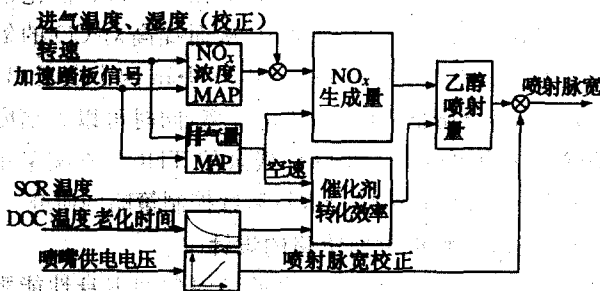 进气温度、湿度（校正）
转速
加速踏板信号
NOx
浓度
MAP
NOx
生成量
乙醇
喷射
量
喷射脉宽
排气量
MAP
空速
催化剂
转化效率
SCR 温度
DOC 温度老化时间
喷嘴供电电压
喷射脉宽校正